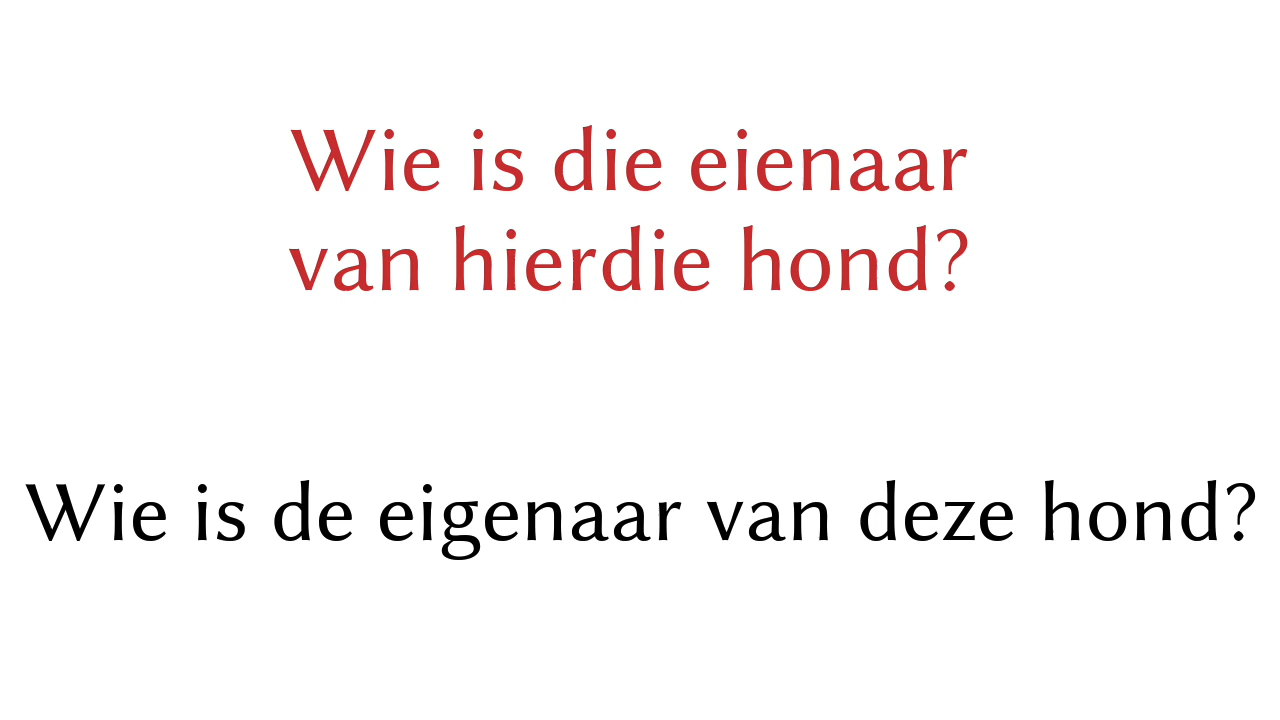 Wie is die eienaar
van hierdie hond?
Wie is de eigenaar van deze hond?